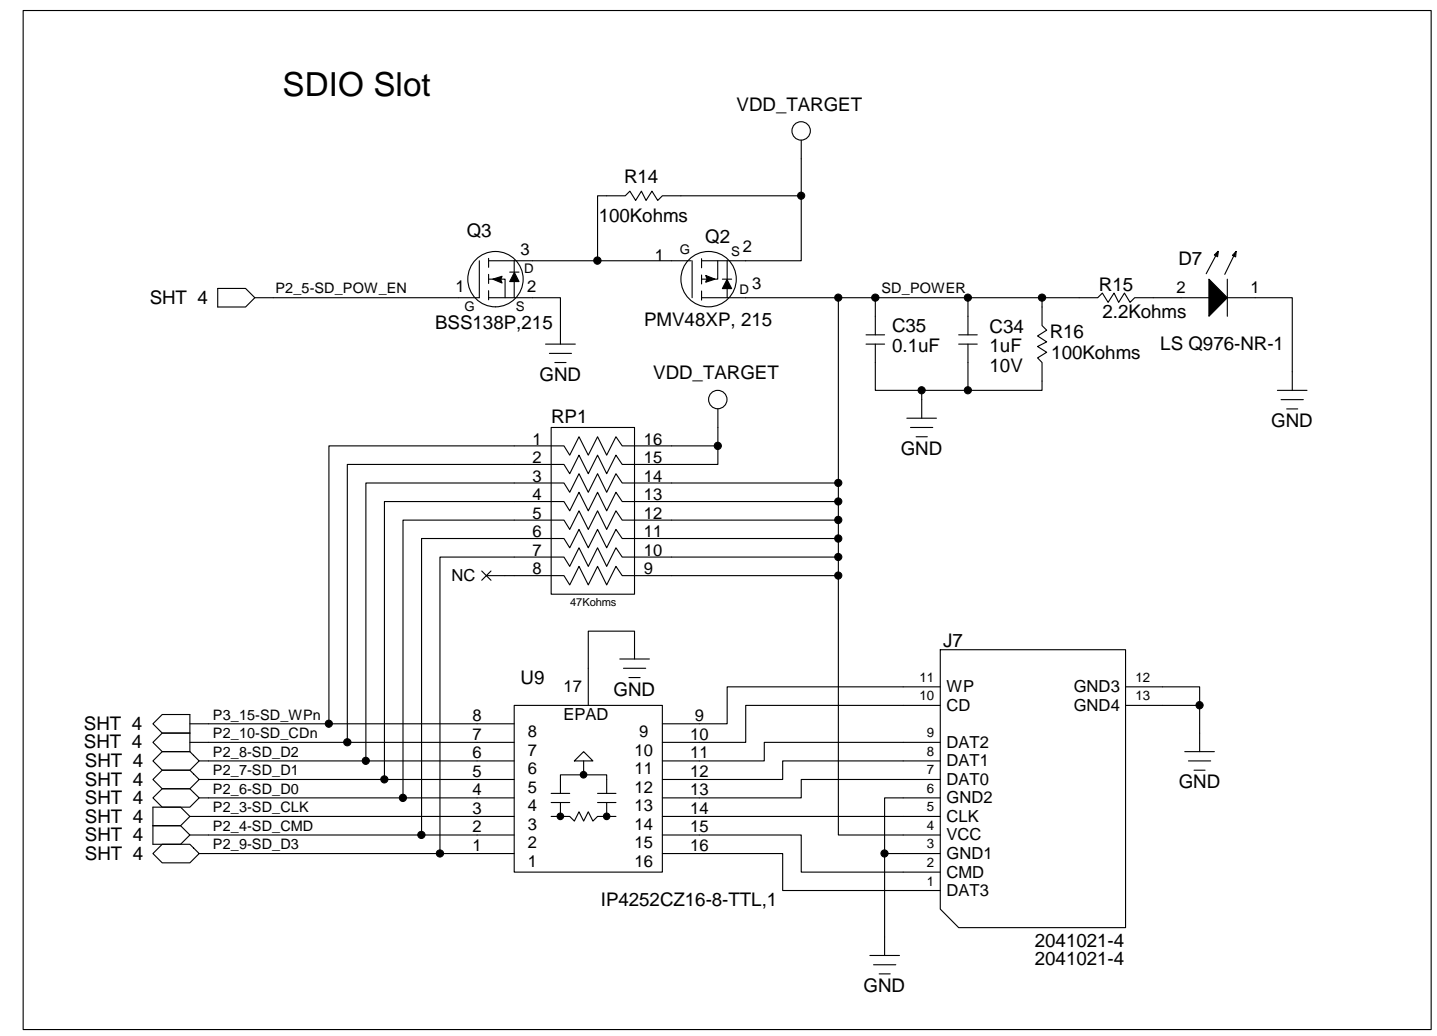 SDIO Slot
VDD_TARGET
R14
100Kohms
Q3
3
D
1
G
2
S
BSS138P,215
SHT 4
P2_5-SD_POW_EN
GND
Q2
1
G
S
2
D
3
PMV48XP, 215
SD_POWER
C35
0.1uF
C34
1uF
10V
R16
100Kohms
R15
2.2Kohms
D7
2
1
LS Q976-NR-1
GND
GND
VDD_TARGET
RP1
1 16
2 15
3 14
4 13
5 12
6 11
7 10
NC 8 9
47Kohms
U9
17
GND
EPAD
SHT 4 P3_15-SD_WPn 8 8 9 9
SHT 4 P2_10-SD_CDn 7 7 10 10
SHT 4 P2_8-SD_D2 6 6 11 11
SHT 4 P2_7-SD_D1 5 5 12 12
SHT 4 P2_6-SD_D0 4 4 13 13
SHT 4 P2_3-SD_CLK 3 3 14 14
SHT 4 P2_4-SD_CMD 2 2 15 15
SHT 4 P2_9-SD_D3 1 1 16 16
IP4252CZ16-8-TTL,1
J7
11 WP GND3 12
10 CD GND4 13
9 DAT2
8 DAT1
7 DAT0
6 GND2
5 CLK
4 VCC
3 GND1
2 CMD
1 DAT3
GND
2041021-4
2041021-4
GND